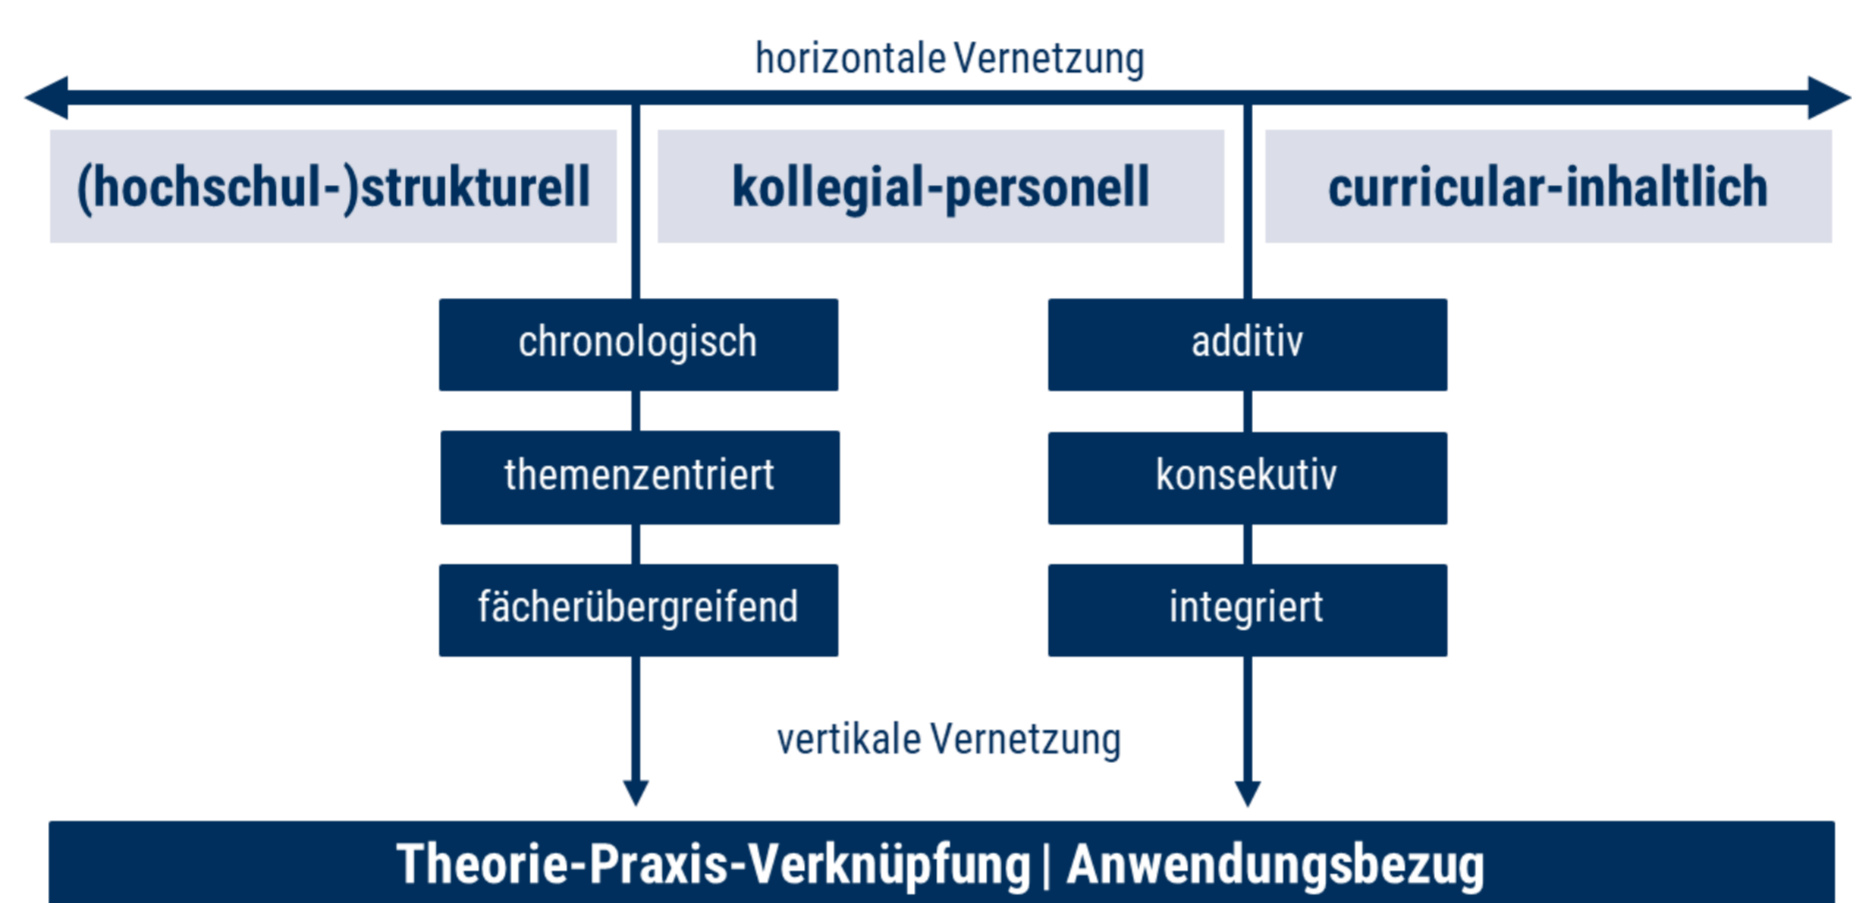 horizontale Vernetzung
(hochschul-)strukturell
kollegial-personell
curricular-inhaltlich
chronologisch
additiv
themenzentriert
konsekutiv
fächerübergreifend
integriert
vertikale Vernetzung
Theorie-Praxis-Verknüpfung | Anwendungsbezug